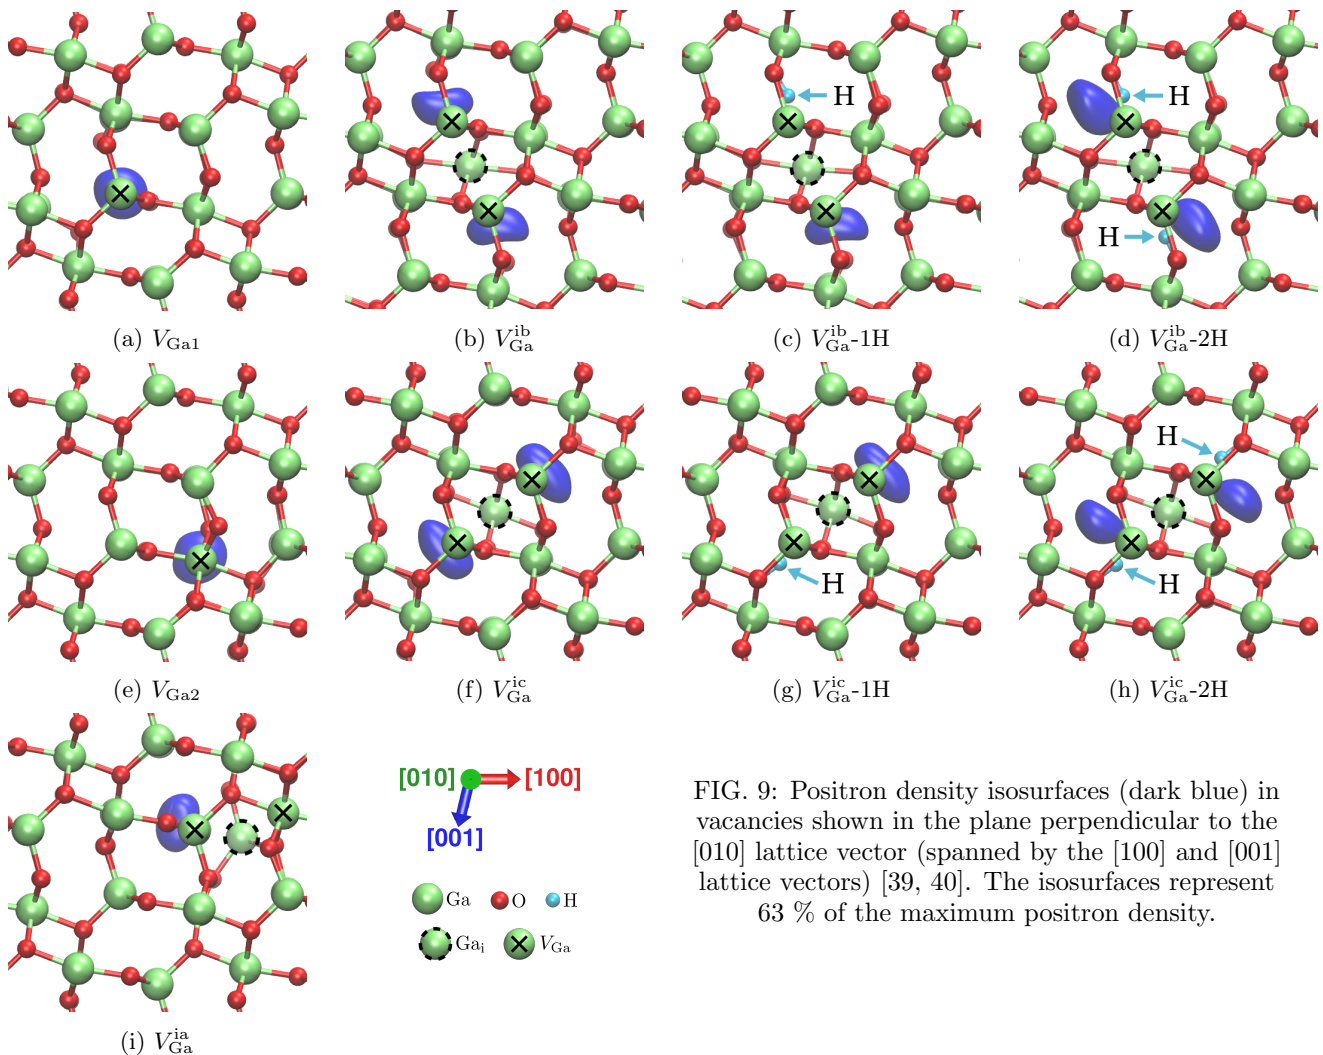 H
H
H
(a) V_Ga1
(b) V_Ga^ib
(c) V_Ga^ib-1H
(d) V_Ga^ib-2H
H
H
H
(e) V_Ga2
(f) V_Ga^ic
(g) V_Ga^ic-1H
(h) V_Ga^ic-2H
(i) V_Ga^ia
[010] [100]
[001]
Ga O H
Ga_i V_Ga
FIG. 9: Positron density isosurfaces (dark blue) in
vacancies shown in the plane perpendicular to the
[010] lattice vector (spanned by the [100] and [001]
lattice vectors) [39, 40]. The isosurfaces represent
63 % of the maximum positron density.